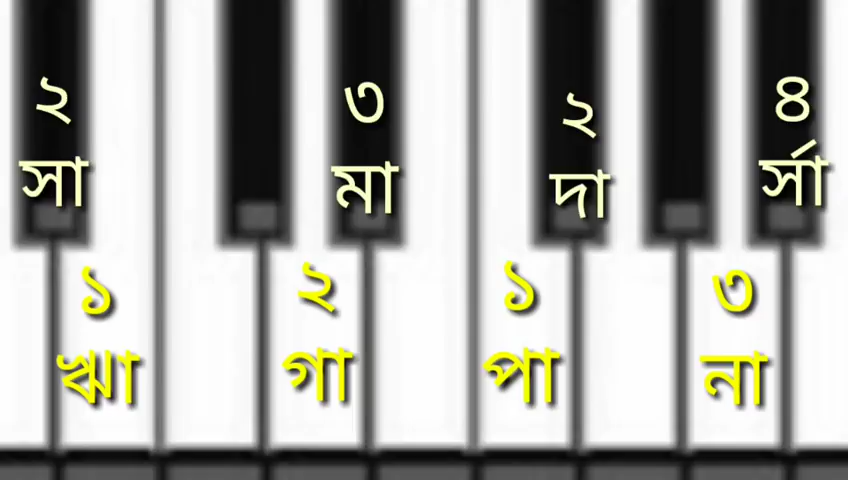 ২
সা
৩
মা
২
দা
৪
র্সা
১
ঋা
২
গা
১
পা
৩
না